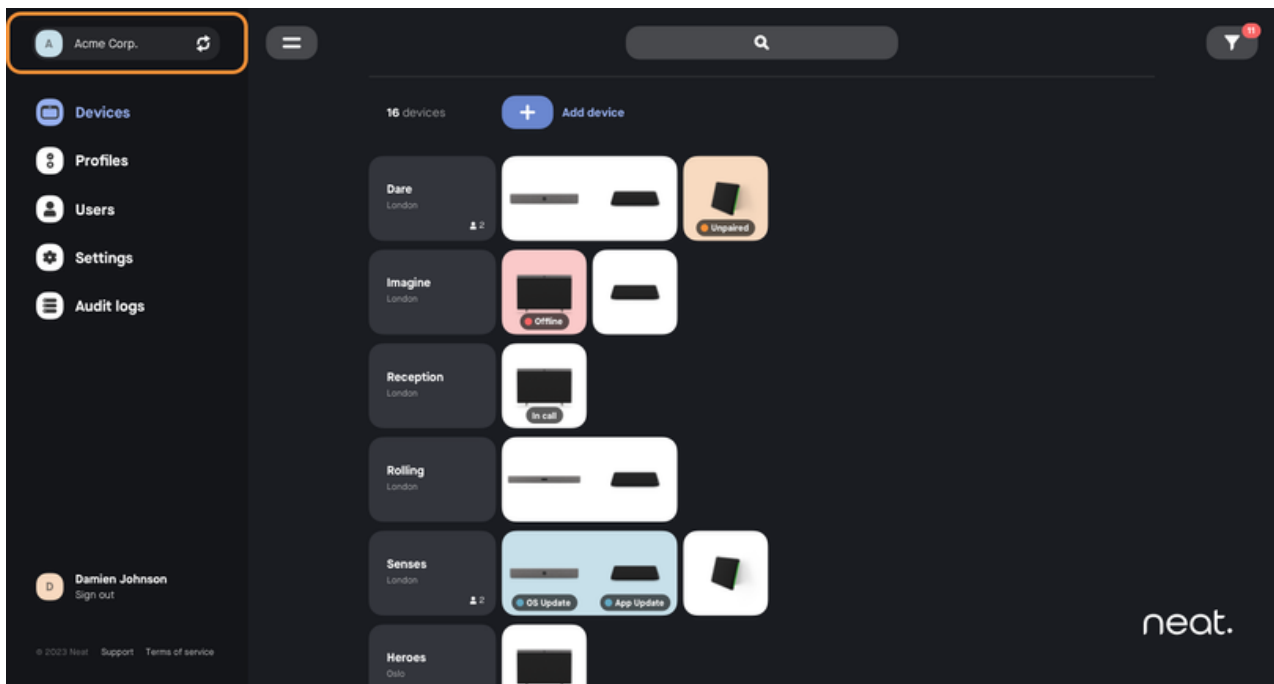 A Acme Corp.
11
Devices
Profiles
Users
Settings
Audit logs
16 devices
+ Add device
Dare
London
2
Unpaired
Imagine
London
Offline
Reception
London
In call
Rolling
London
Senses
London
2
OS Update
App Update
Heroes
Oslo
D
Damien Johnson
Sign out
© 2023 Neat Support Terms of service
neat.